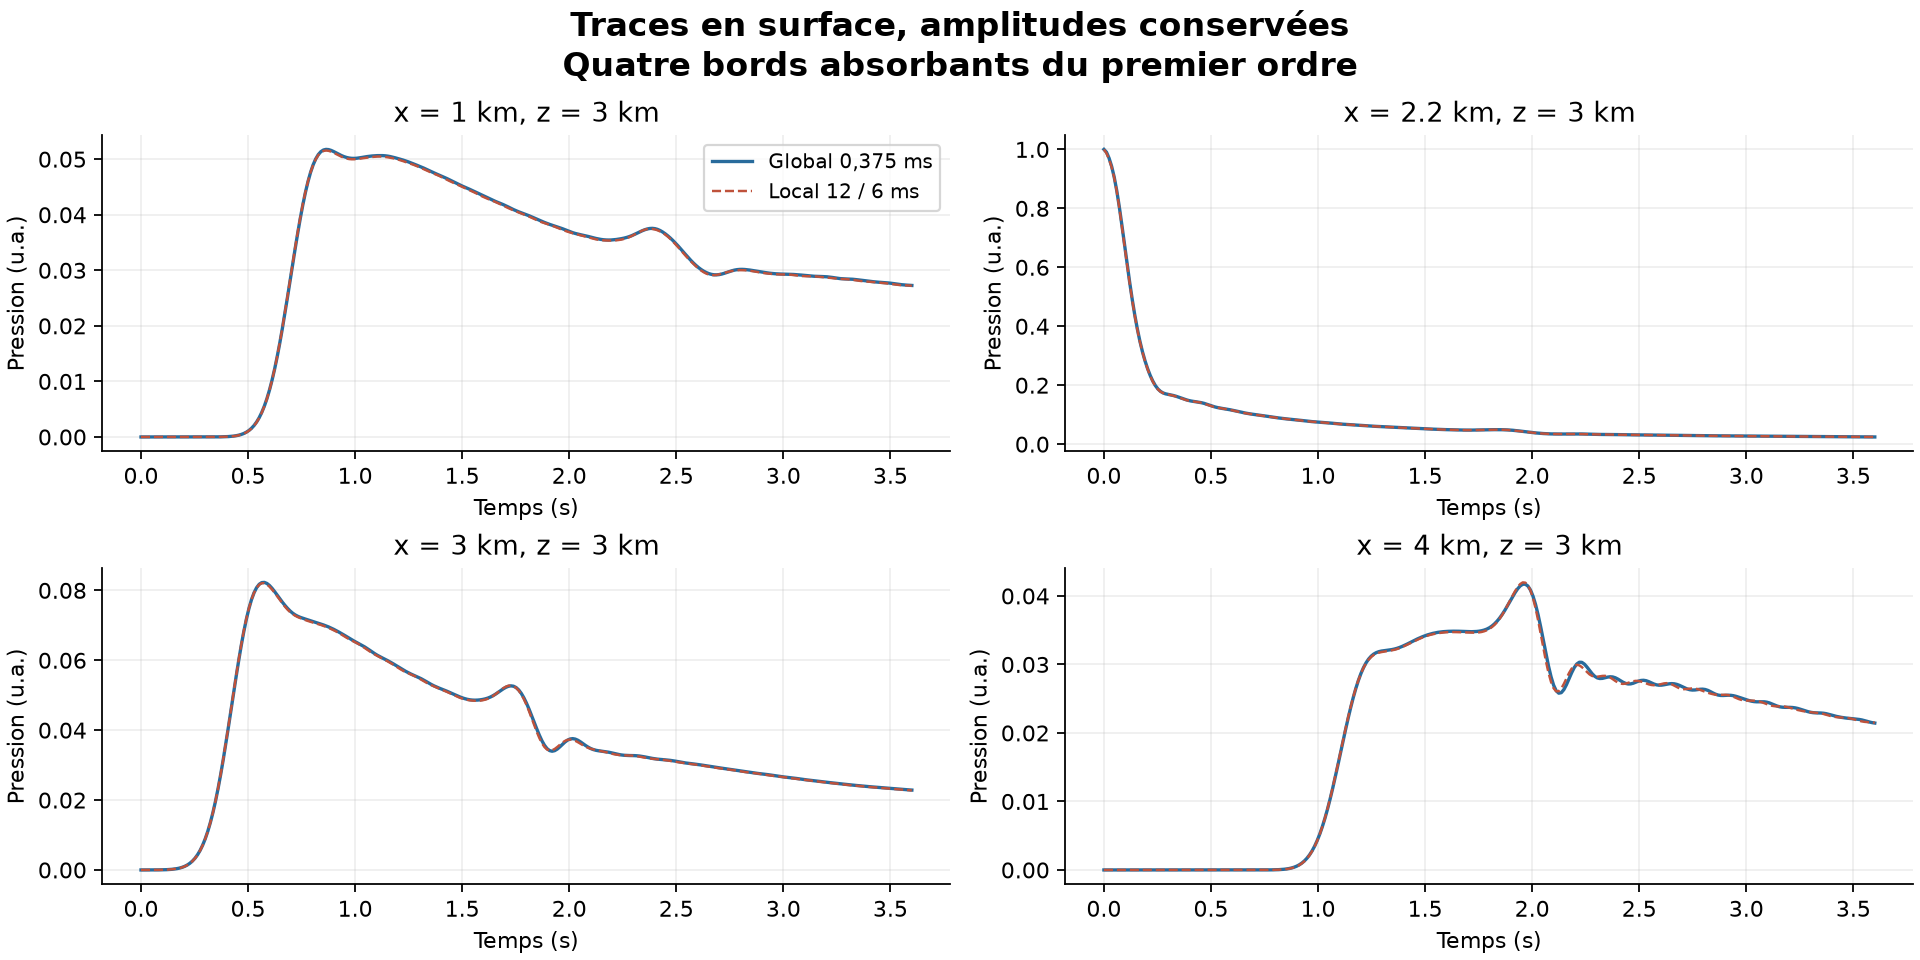 Traces en surface, amplitudes conservées
Quatre bords absorbants du premier ordre
x = 1 km, z = 3 km
Pression (u.a.)
0.05
0.04
0.03
0.02
0.01
0.00
Global 0,375 ms
Local 12 / 6 ms
0.0 0.5 1.0 1.5 2.0 2.5 3.0 3.5
Temps (s)
x = 2.2 km, z = 3 km
Pression (u.a.)
1.0
0.8
0.6
0.4
0.2
0.0
0.0 0.5 1.0 1.5 2.0 2.5 3.0 3.5
Temps (s)
x = 3 km, z = 3 km
Pression (u.a.)
0.08
0.06
0.04
0.02
0.00
0.0 0.5 1.0 1.5 2.0 2.5 3.0 3.5
Temps (s)
x = 4 km, z = 3 km
Pression (u.a.)
0.04
0.03
0.02
0.01
0.00
0.0 0.5 1.0 1.5 2.0 2.5 3.0 3.5
Temps (s)